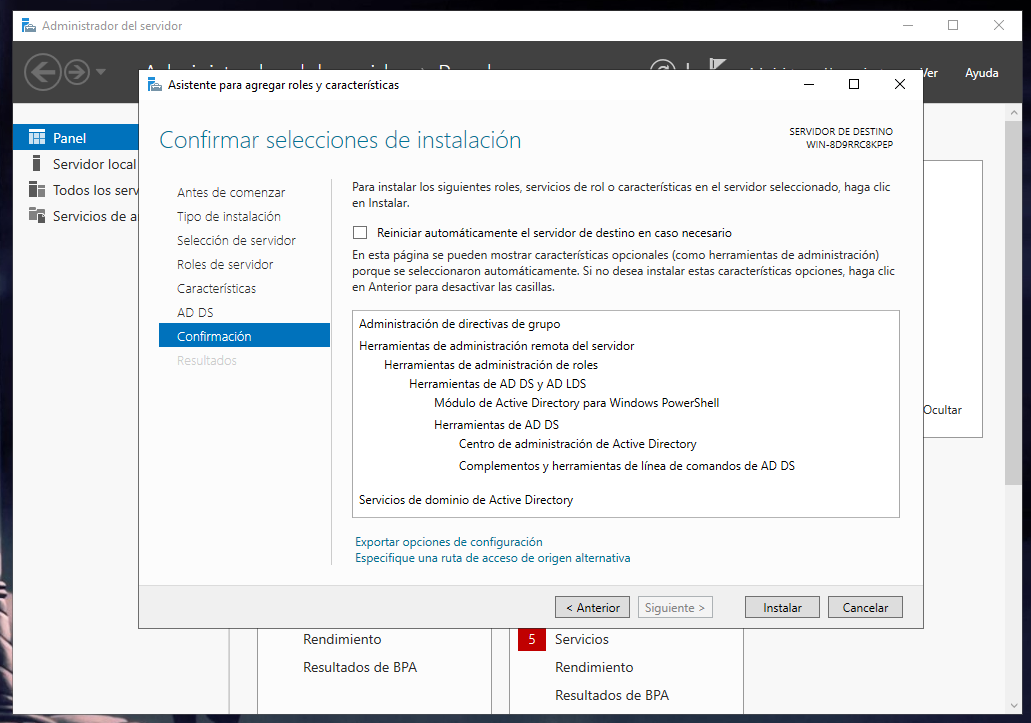 Administrador del servidor
Ver
Ayuda
Panel
Servidor local
Todos los serv
Servicios de a
Asistente para agregar roles y características
Confirmar selecciones de instalación
SERVIDOR DE DESTINO
WIN-8D9RRC8KPEP
Antes de comenzar
Tipo de instalación
Selección de servidor
Roles de servidor
Características
AD DS
Confirmación
Resultados
Para instalar los siguientes roles, servicios de rol o características en el servidor seleccionado, haga clic
en Instalar.
Reiniciar automáticamente el servidor de destino en caso necesario
En esta página se pueden mostrar características opcionales (como herramientas de administración)
porque se seleccionaron automáticamente. Si no desea instalar estas características opciones, haga clic
en Anterior para desactivar las casillas.
Administración de directivas de grupo
Herramientas de administración remota del servidor
Herramientas de administración de roles
Herramientas de AD DS y AD LDS
Módulo de Active Directory para Windows PowerShell
Herramientas de AD DS
Centro de administración de Active Directory
Complementos y herramientas de línea de comandos de AD DS
Servicios de dominio de Active Directory
Exportar opciones de configuración
Especifique una ruta de acceso de origen alternativa
< Anterior
Siguiente >
Instalar
Cancelar
Ocultar
Rendimiento
Resultados de BPA
5 Servicios
Rendimiento
Resultados de BPA